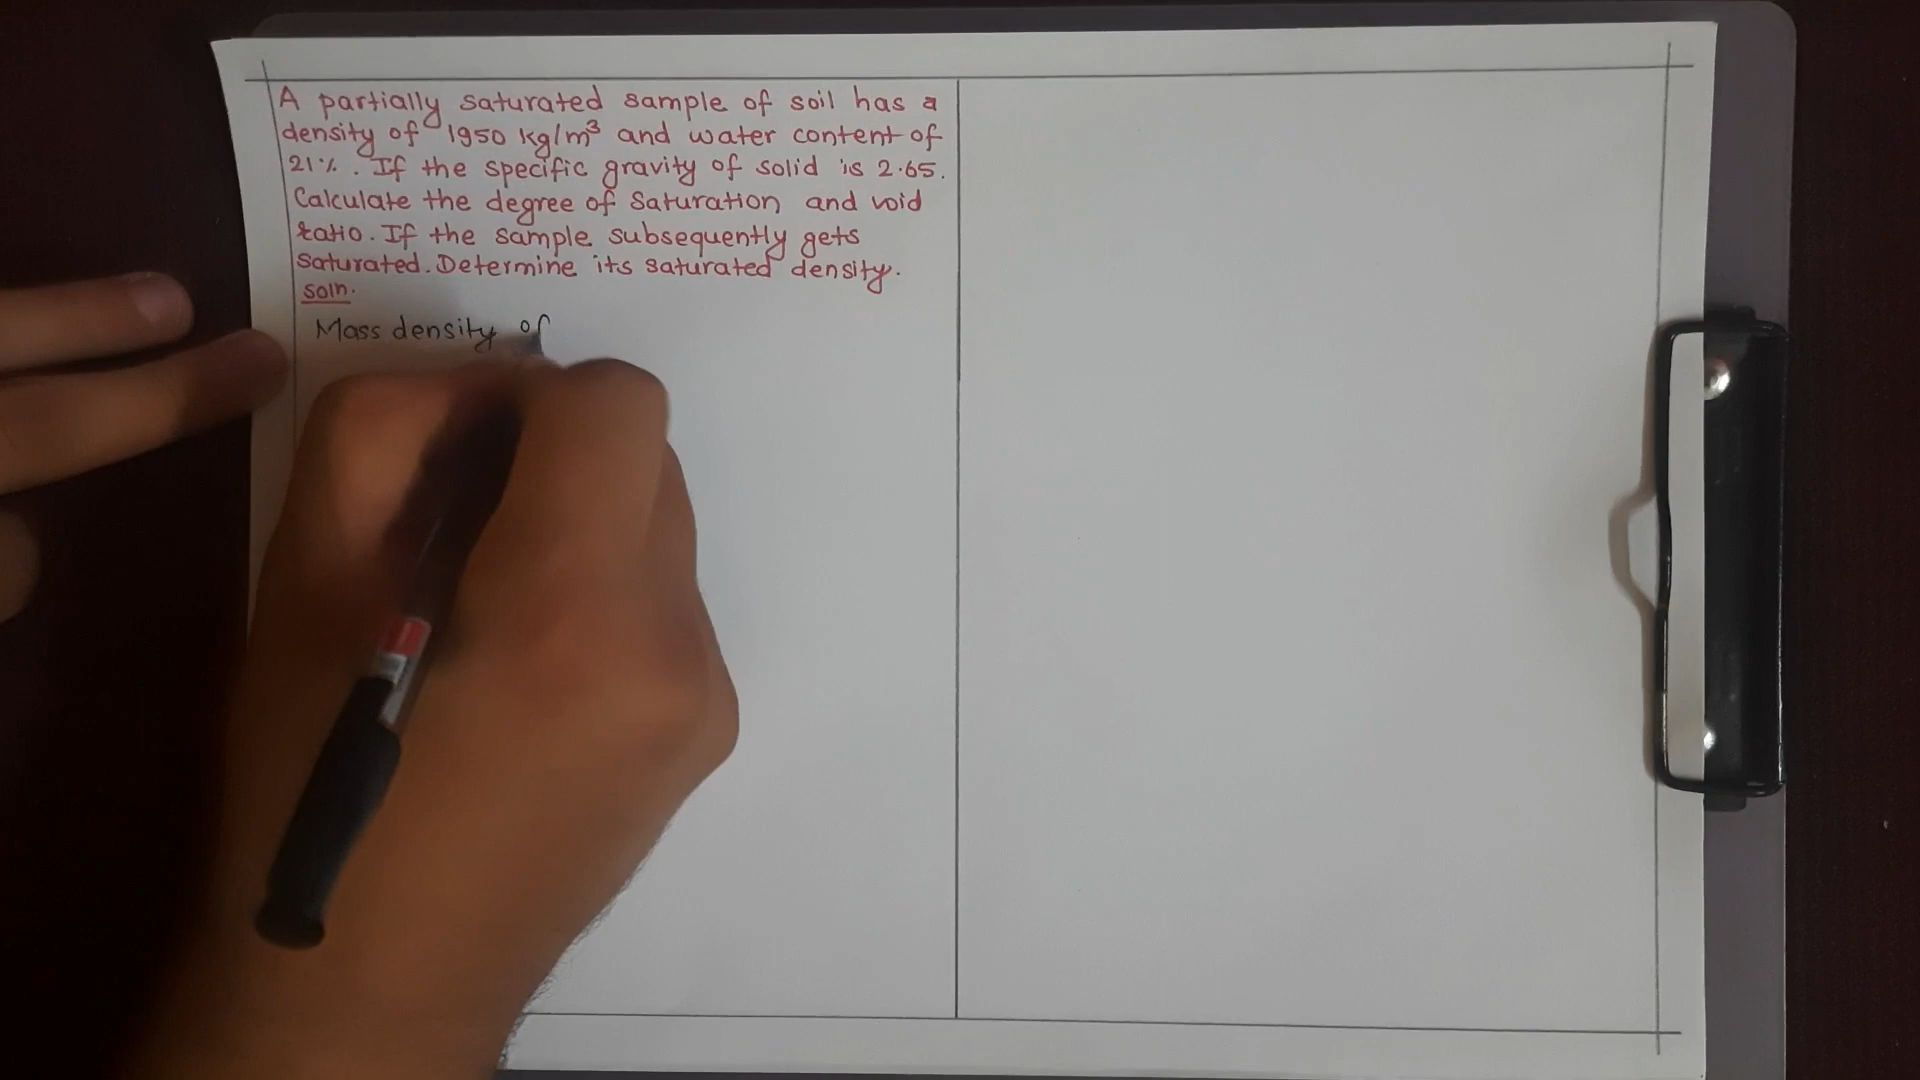 A partially saturated sample of soil has a
density of 1950 kg/m³ and water content of
21%. If the specific gravity of solid is 2.65.
Calculate the degree of Saturation and void
ratio. If the sample subsequently gets
saturated. Determine its saturated density.
soln.
Mass density of